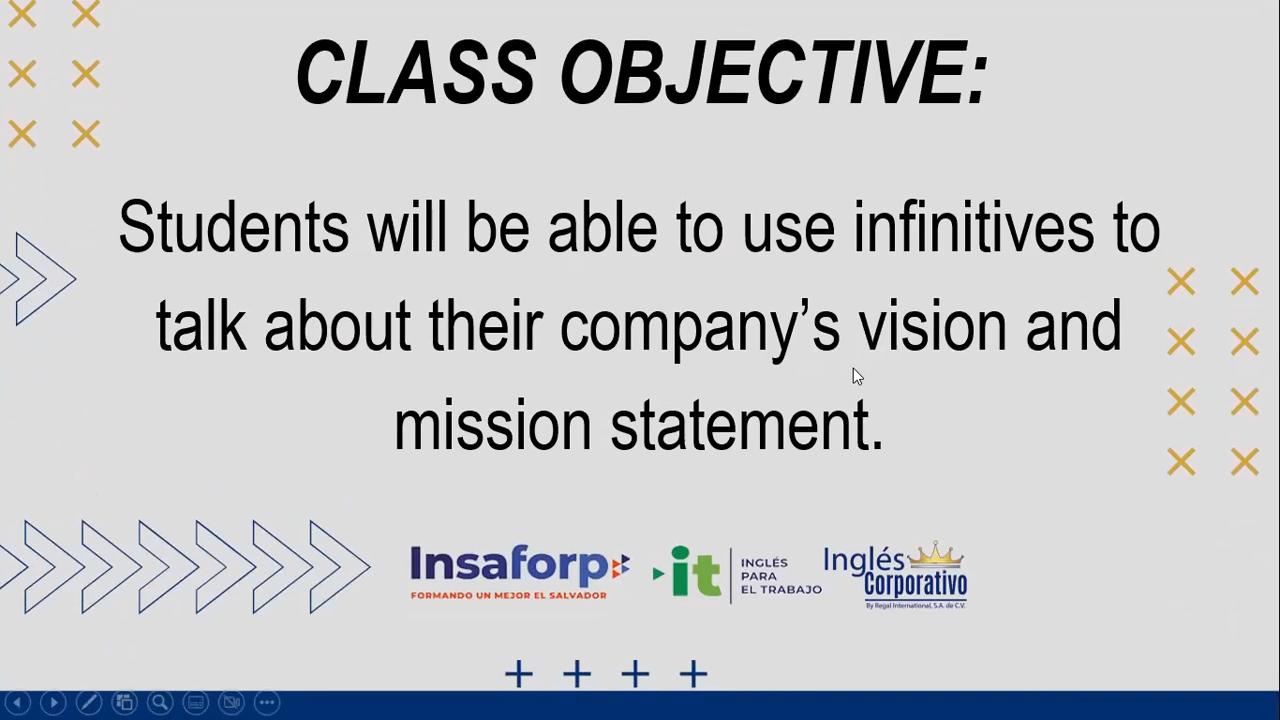 CLASS OBJECTIVE:
Students will be able to use infinitives to
talk about their company’s vision and
mission statement.
Insaforp
FORMANDO UN MEJOR EL SALVADOR
it
INGLÉS
PARA
EL TRABAJO
Inglés
Corporativo
By Regal International, S.A. de C.V.